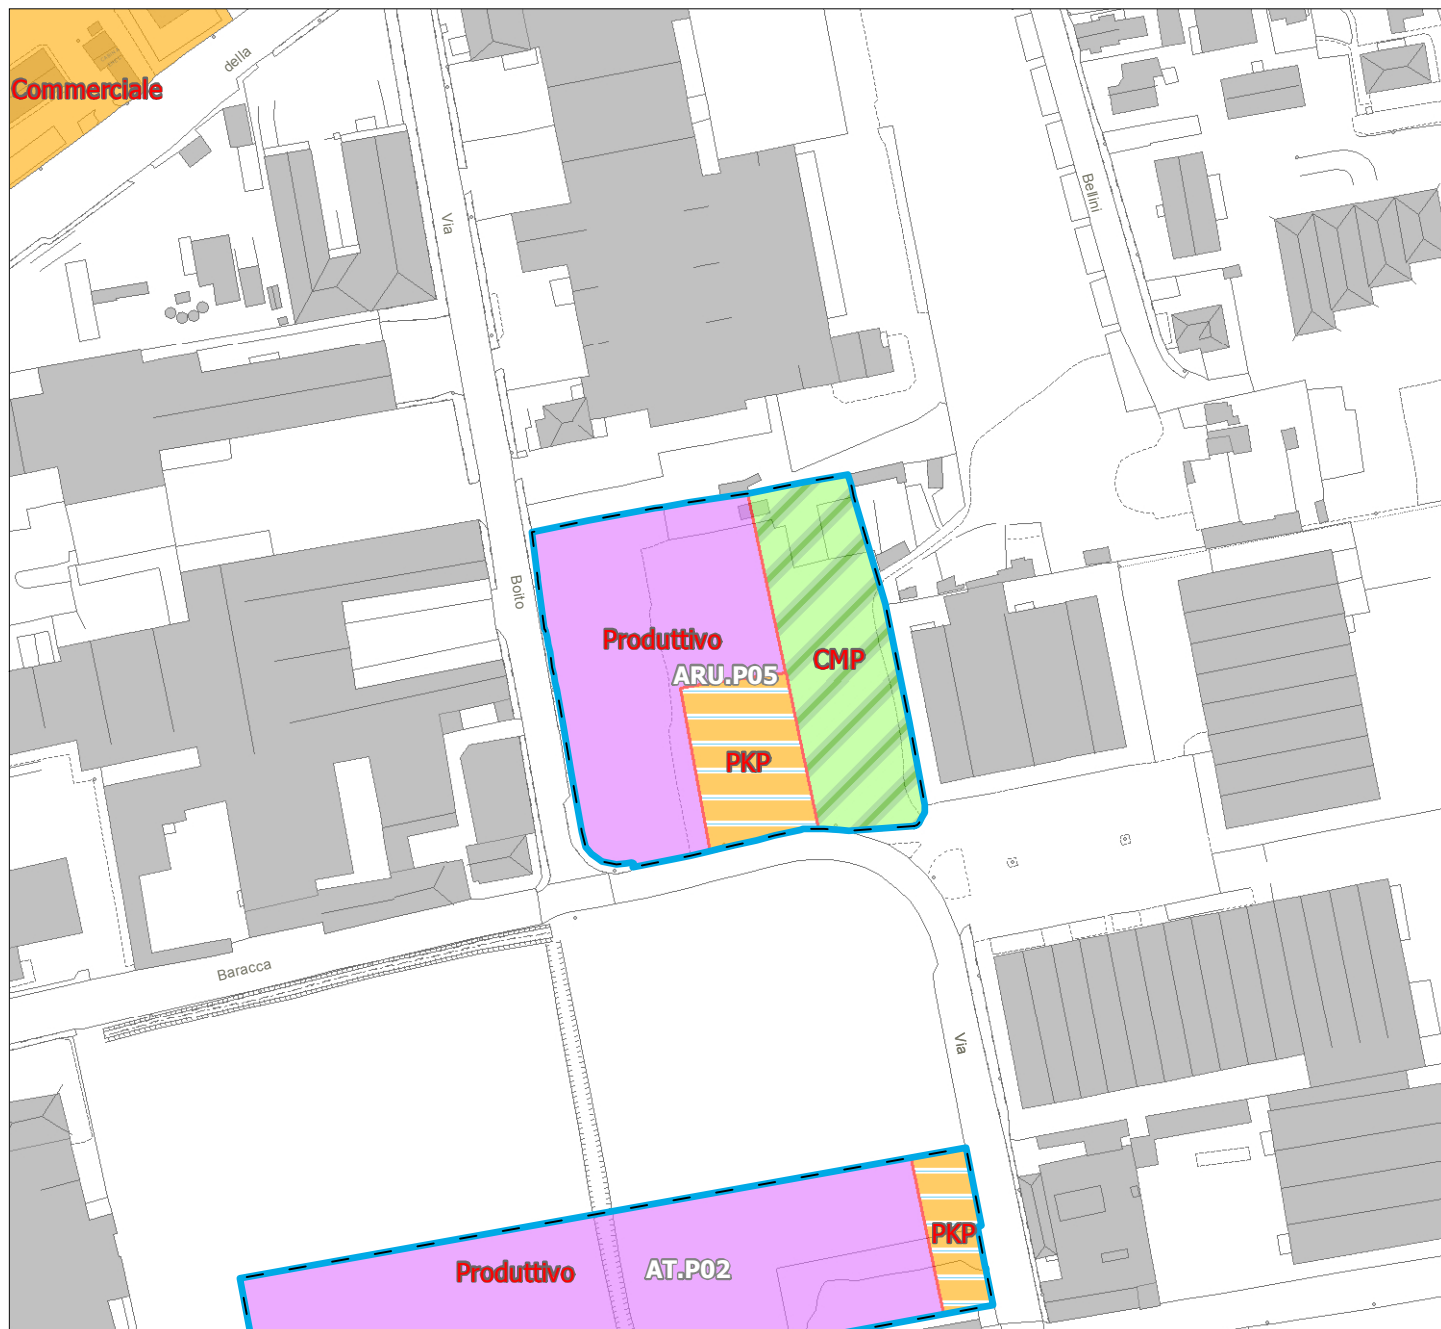 della
Commerciale
Via
Bellini
Boito
Produttivo
CMP
ARU.P05
PKP
Baracca
Via
PKP
AT.P02
Produttivo